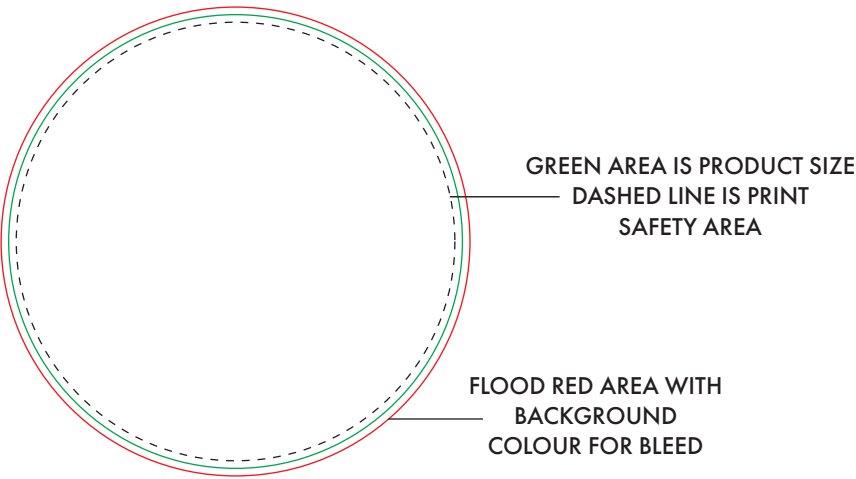 GREEN AREA IS PRODUCT SIZE
DASHED LINE IS PRINT
SAFETY AREA
FLOOD RED AREA WITH
BACKGROUND
COLOUR FOR BLEED